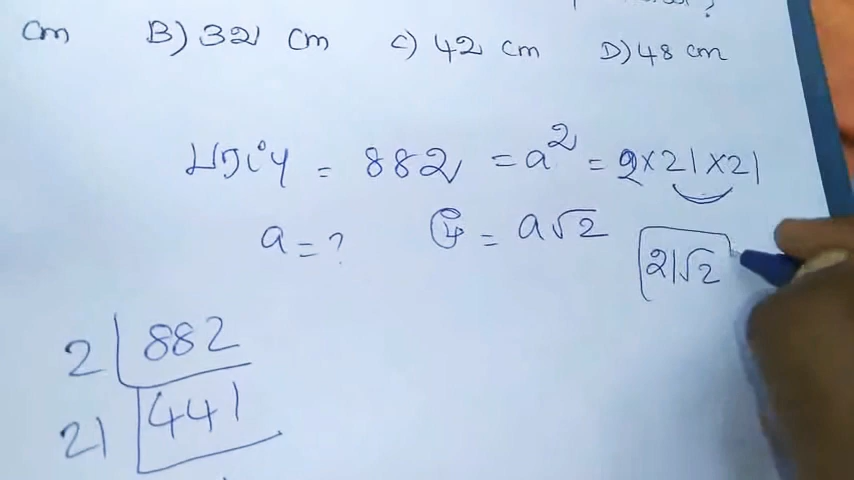 cm B) 32 cm C) 42 cm D) 48 cm
பரப்பு = 882 = a² = 2×21×21
a = ? = a√2 21√2
2 882
21 441